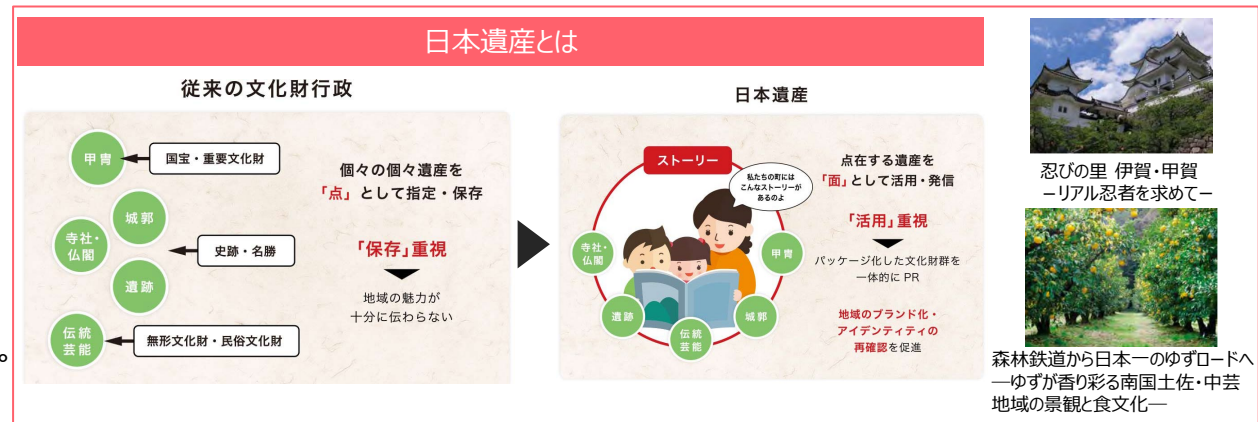 日本遺産とは
従来の文化財行政
甲冑
国宝・重要文化財
城郭
寺社・
仏閣
史跡・名勝
遺跡
伝統
芸能
無形文化財・民俗文化財
個々の個々遺産を
「点」として指定・保存
「保存」重視
地域の魅力が
十分に伝わらない
日本遺産
ストーリー
私たちの町には
こんなストーリーが
あるのよ
寺社・
仏閣
甲冑
遺跡
城郭
伝統
芸能
点在する遺産を
「面」として活用・発信
「活用」重視
パッケージ化した文化財群を
一体的に PR
地域のブランド化・
アイデンティティの
再確認を促進
忍びの里 伊賀・甲賀
−リアル忍者を求めて−
森林鉄道から日本一のゆずロードへ
―ゆずが香り彩る南国土佐・中芸
地域の景観と食文化―
。